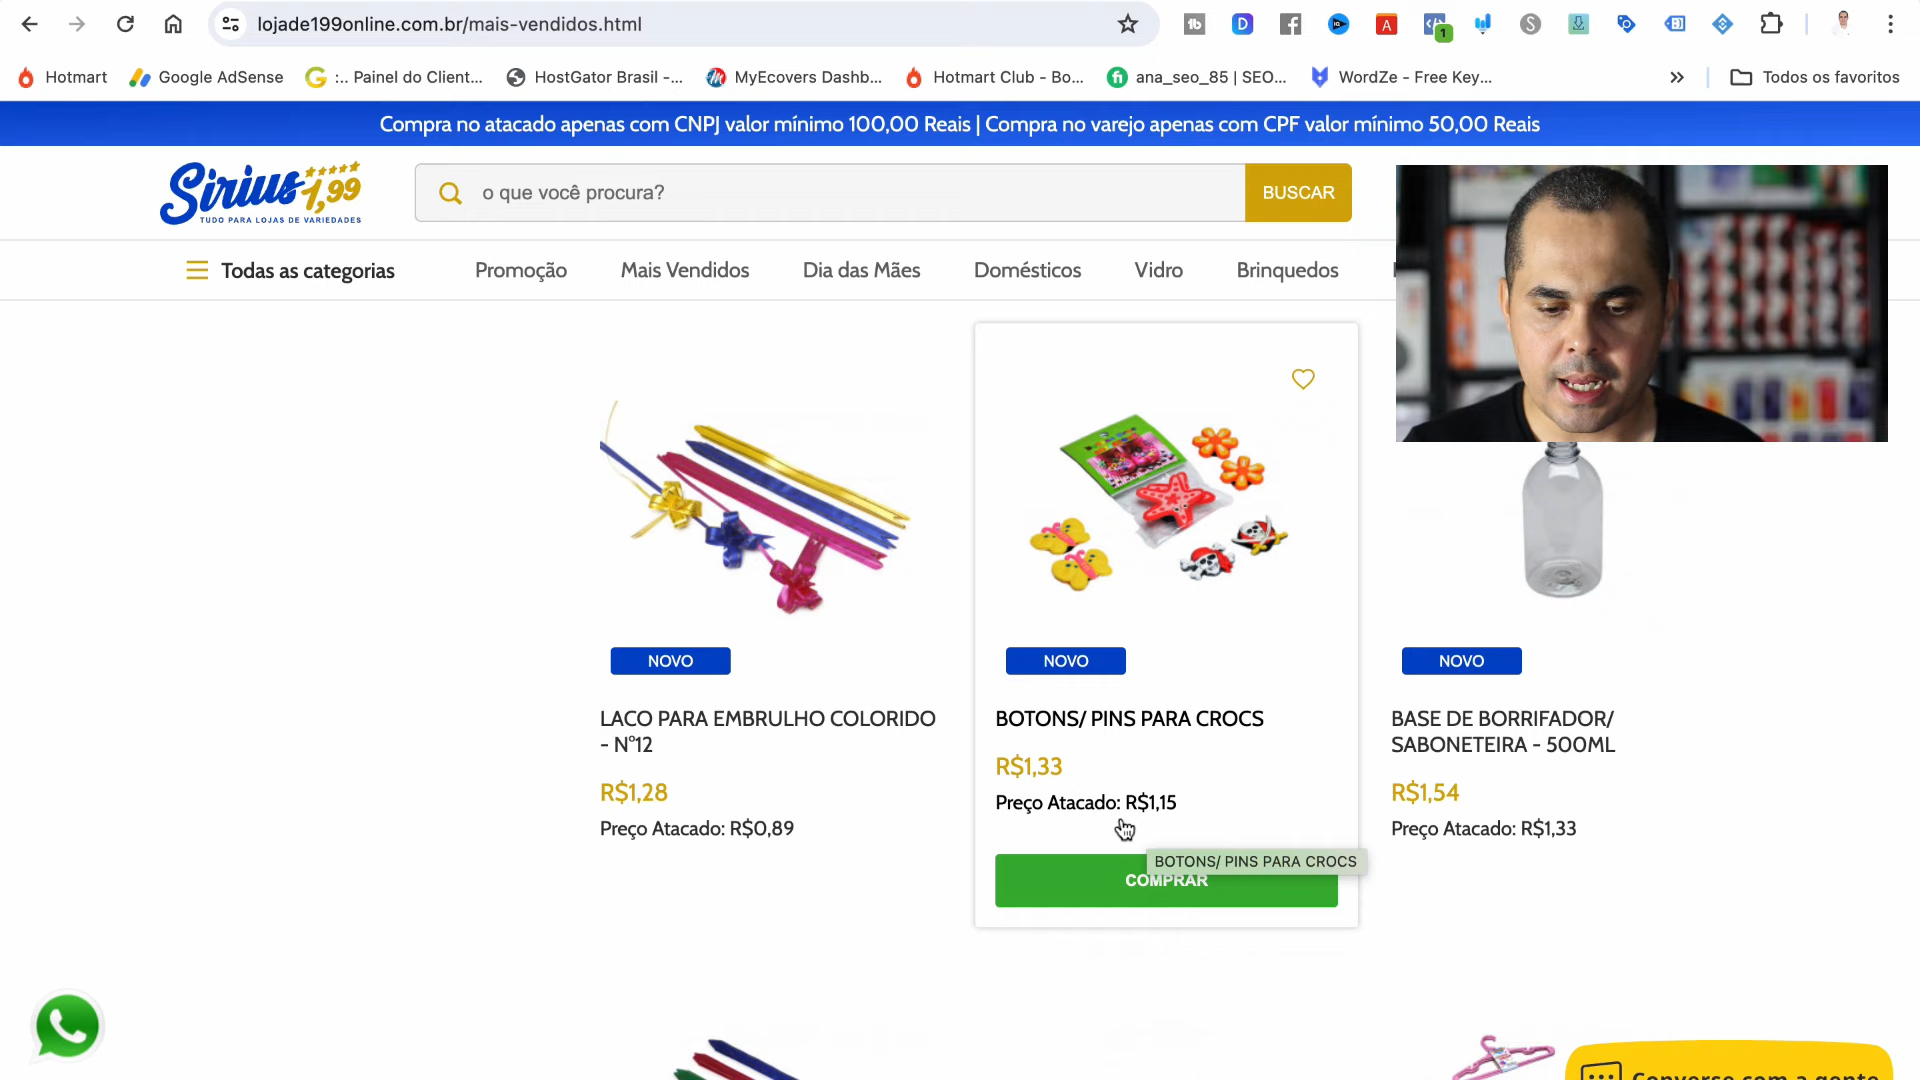 lojade199online.com.br/mais-vendidos.html
Hotmart
Google AdSense
:.. Painel do Client...
HostGator Brasil -...
MyEcovers Dashb...
Hotmart Club - Bo...
ana_seo_85 | SEO...
WordZe - Free Key...
Todos os favoritos
Compra no atacado apenas com CNPJ valor mínimo 100,00 Reais | Compra no varejo apenas com CPF valor mínimo 50,00 Reais
Sirius 1,99
TUDO PARA LOJAS DE VARIEDADES
o que você procura?
BUSCAR
Todas as categorias
Promoção
Mais Vendidos
Dia das Mães
Domésticos
Vidro
Brinquedos
NOVO
LACO PARA EMBRULHO COLORIDO
- N°12
R$1,28
Preço Atacado: R$0,89
NOVO
BOTONS/ PINS PARA CROCS
R$1,33
Preço Atacado: R$1,15
BOTONS/ PINS PARA CROCS
COMPRAR
NOVO
BASE DE BORRIFADOR/
SABONETEIRA - 500ML
R$1,54
Preço Atacado: R$1,33
Converse com a gente